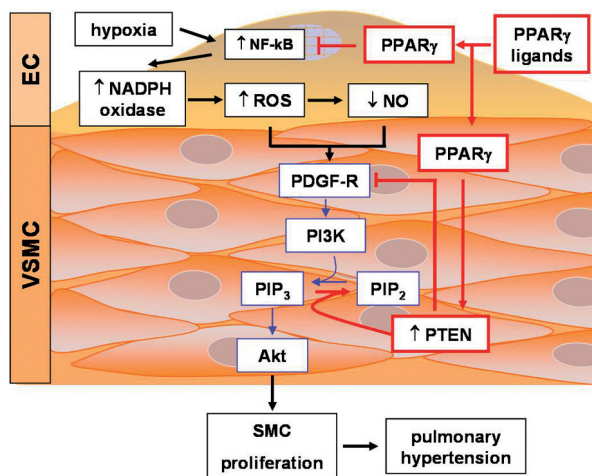 EC
VSMC
hypoxia
↑ NF-kB
PPARγ
PPARγ
ligands
↑ NADPH
oxidase
↑ ROS
↓ NO
PPARγ
PDGF-R
PI3K
PIP₃
PIP₂
↑ PTEN
Akt
SMC
proliferation
pulmonary
hypertension